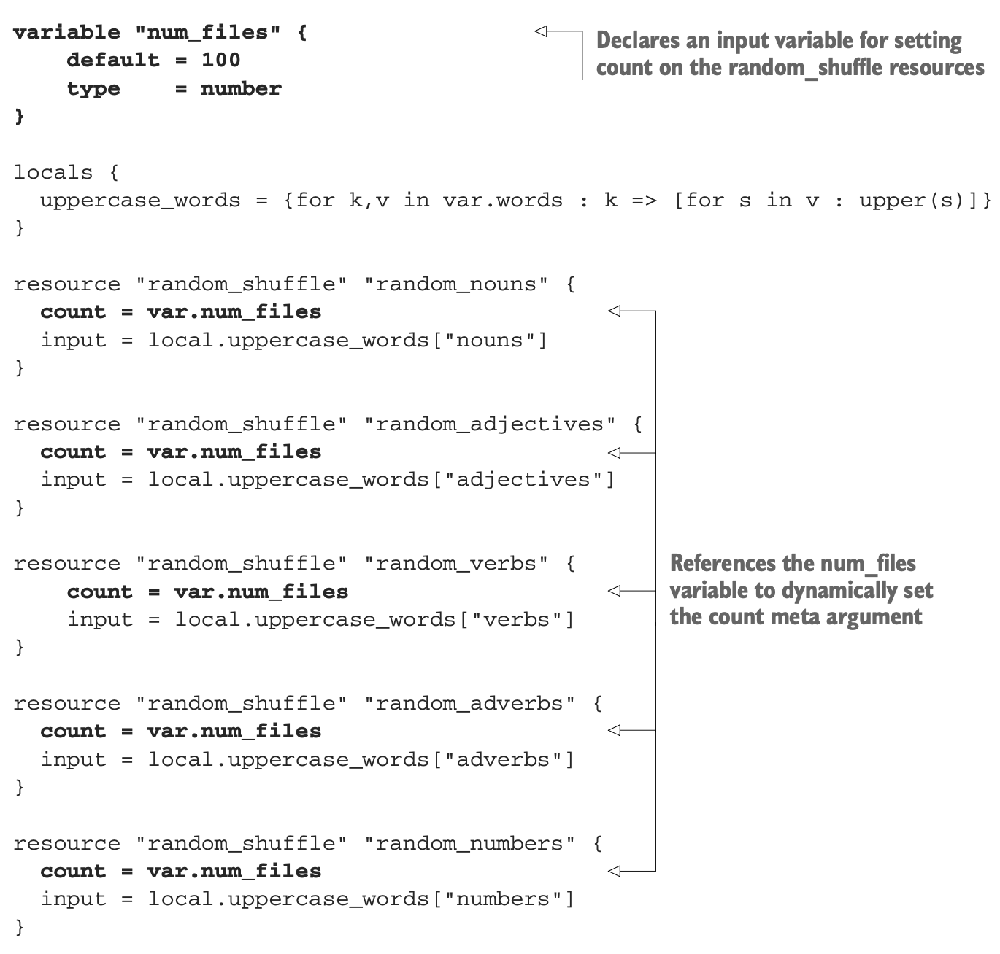 variable "num_files" {
    default = 100
    type    = number
}
Declares an input variable for setting
count on the random_shuffle resources
locals {
  uppercase_words = {for k,v in var.words : k => [for s in v : upper(s)]}
}
resource "random_shuffle" "random_nouns" {
  count = var.num_files
  input = local.uppercase_words["nouns"]
}
resource "random_shuffle" "random_adjectives" {
  count = var.num_files
  input = local.uppercase_words["adjectives"]
}
resource "random_shuffle" "random_verbs" {
    count = var.num_files
    input = local.uppercase_words["verbs"]
}
References the num_files
variable to dynamically set
the count meta argument
resource "random_shuffle" "random_adverbs" {
  count = var.num_files
  input = local.uppercase_words["adverbs"]
}
resource "random_shuffle" "random_numbers" {
  count = var.num_files
  input = local.uppercase_words["numbers"]
}